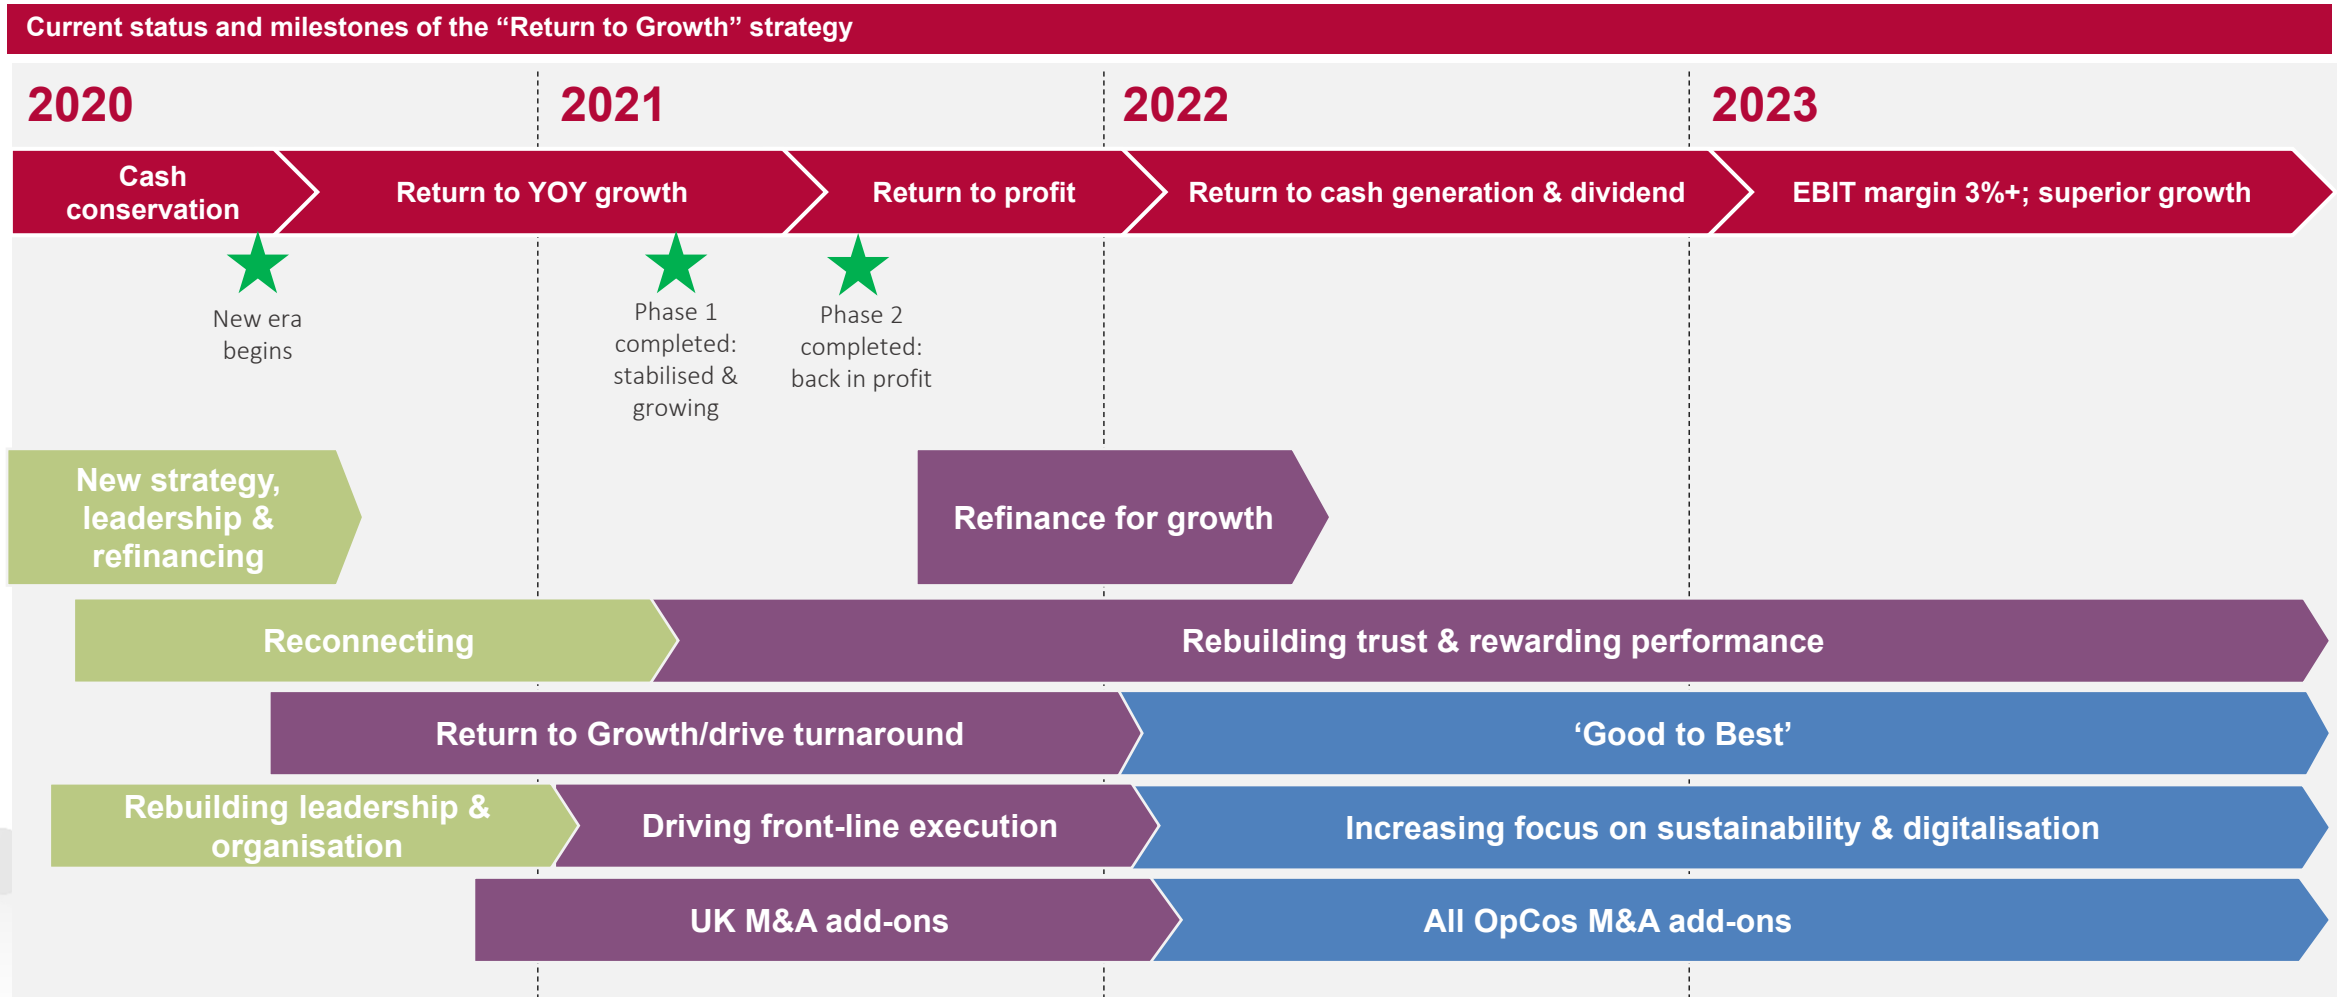 Current status and milestones of the “Return to Growth” strategy
2020
2021
2022
2023
Cash
conservation
Return to YOY growth
Return to profit
Return to cash generation & dividend
EBIT margin 3%+; superior growth
New era
begins
Phase 1
completed:
stabilised &
growing
Phase 2
completed:
back in profit
New strategy,
leadership &
refinancing
Refinance for growth
Reconnecting
Rebuilding trust & rewarding performance
Return to Growth/drive turnaround
‘Good to Best’
Rebuilding leadership &
organisation
Driving front-line execution
Increasing focus on sustainability & digitalisation
UK M&A add-ons
All OpCos M&A add-ons